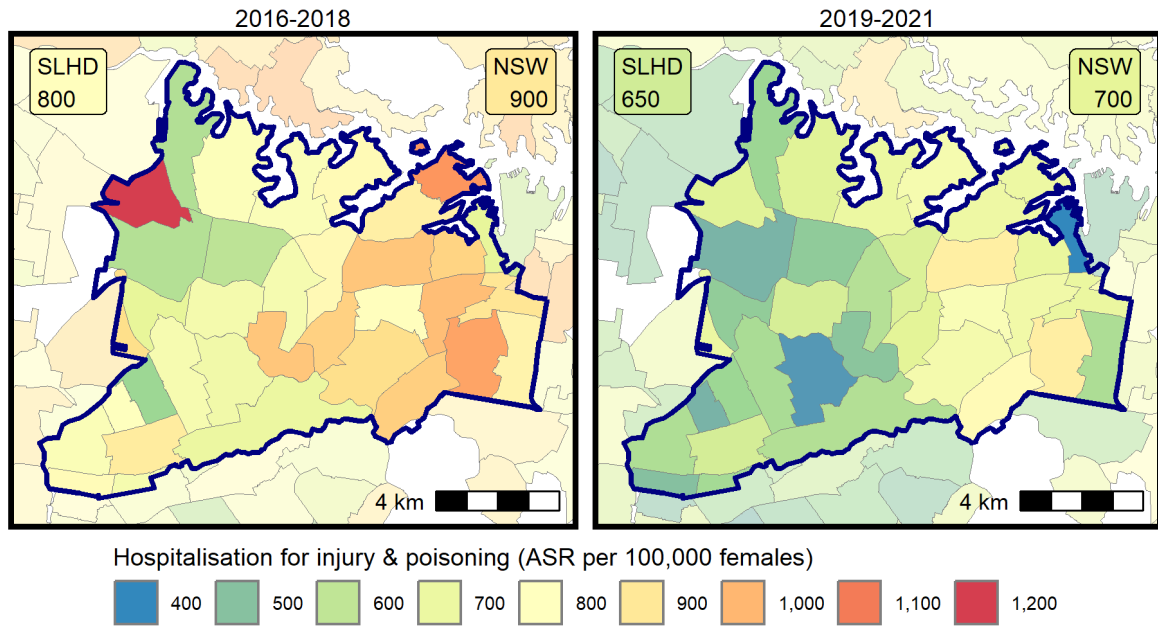 2016-2018
2019-2021
SLHD
800
NSW
900
SLHD
650
NSW
700
4 km
4 km
Hospitalisation for injury & poisoning (ASR per 100,000 females)
400 500 600 700 800 900 1,000 1,100 1,200